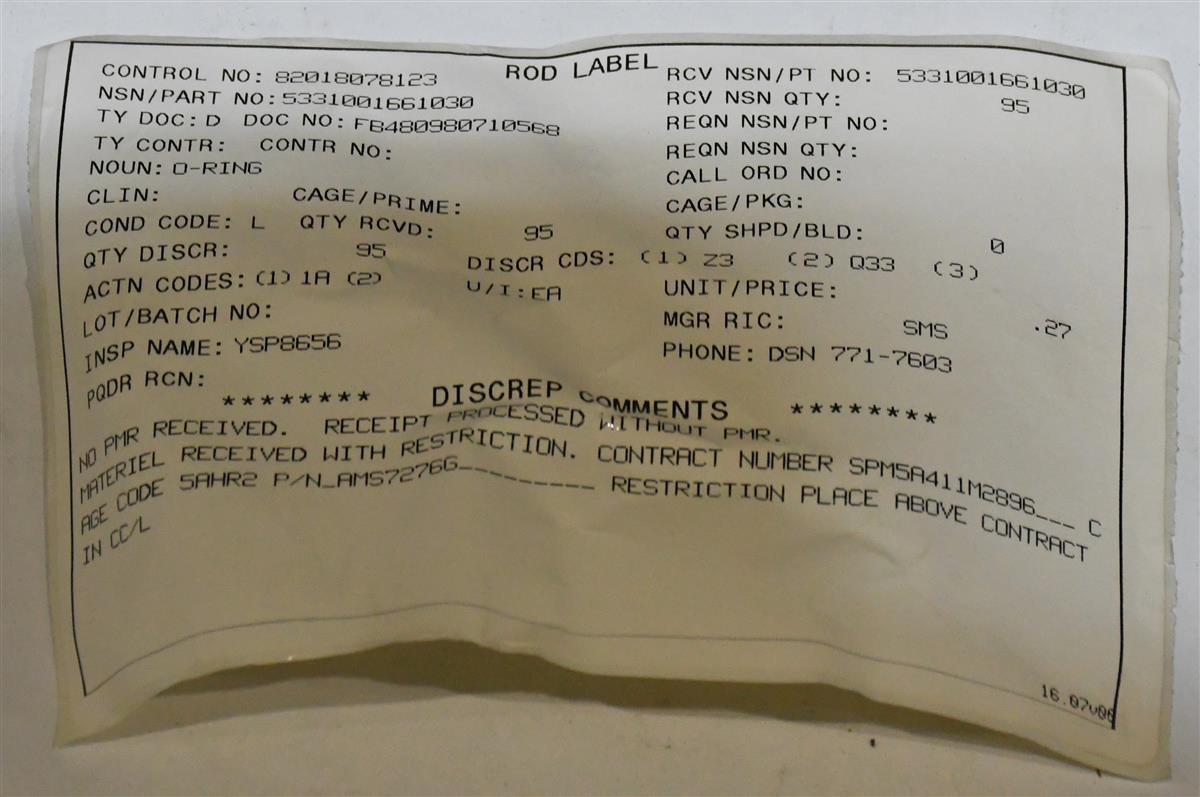 ROD LABEL
CONTROL NO: 82018078123 RCV NSN/PT NO: 5331001661030
NSN/PART NO:5331001661030 RCV NSN QTY: 95
TY DOC:D DOC NO:FB480980710568 REQN NSN/PT NO:
TY CONTR: CONTR NO: REQN NSN QTY:
NOUN:O-RING CALL ORD NO:
CLIN: CAGE/PRIME: CAGE/PKG:
COND CODE: L QTY RCVD: 95 QTY SHPD/BLD: 0
QTY DISCR: 95 DISCR CDS: (1) Z3 (2) Q33 (3)
ACTN CODES:(1)1A (2) U/I:EA UNIT/PRICE: .27
LOT/BATCH NO: MGR RIC: SMS
INSP NAME:YSP8656 PHONE: DSN 771-7603
PQDR RCN:
******** DISCREP COMMENTS ********
NO PMR RECEIVED. RECEIPT PROCESSED WITHOUT PMR.
MATERIEL RECEIVED WITH RESTRICTION. CONTRACT NUMBER SPM5A411M2896___ C
AGE CODE 5AHR2 P/N_AMS7276G__________ RESTRICTION PLACE ABOVE CONTRACT
IN CC/L
16.07v06